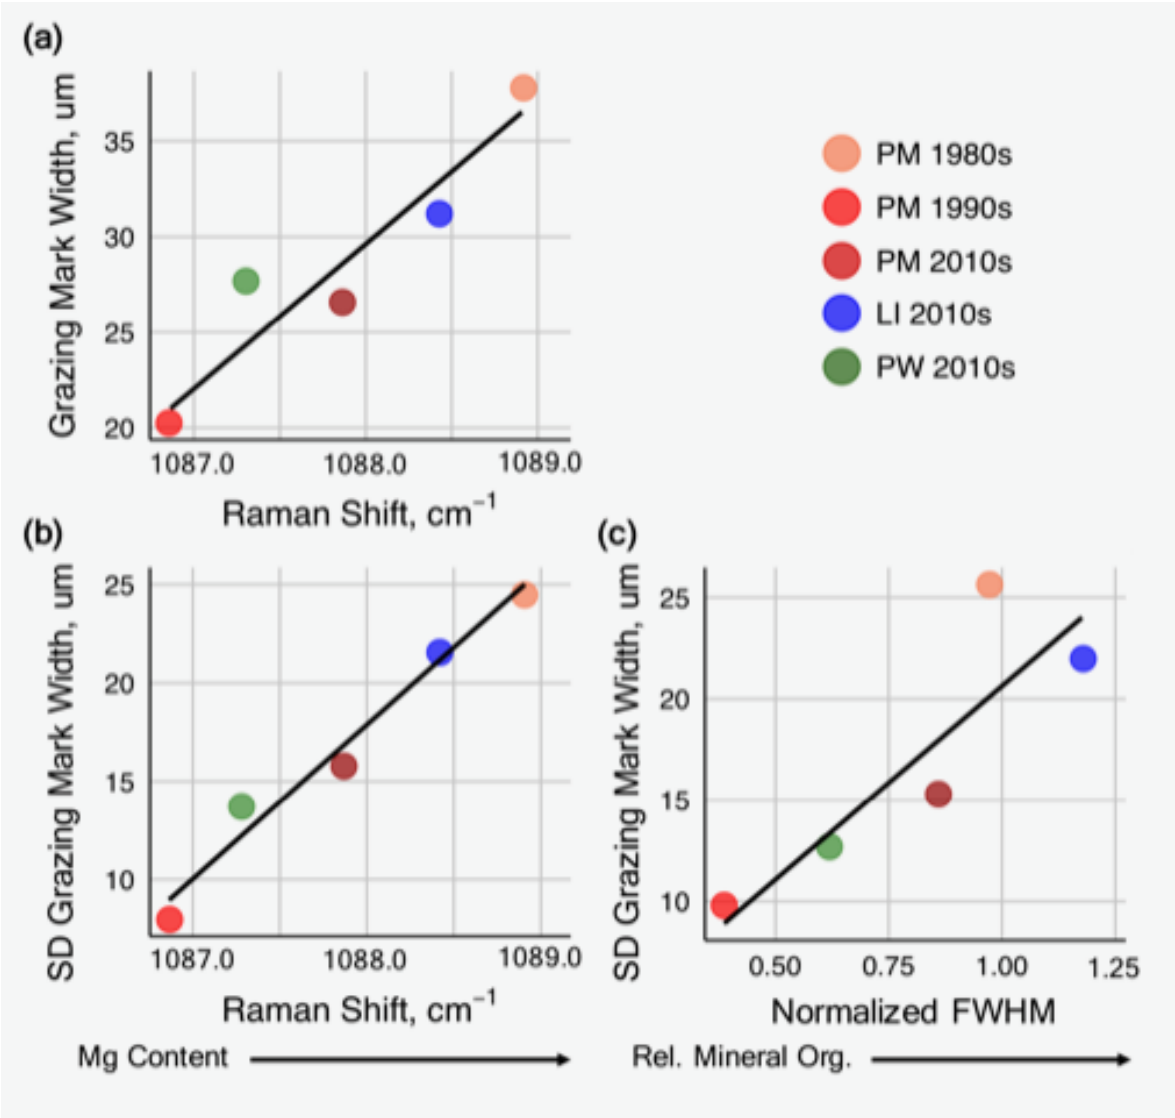 (a)
Grazing Mark Width, um
35
30
25
20
1087.0 1088.0 1089.0
Raman Shift, cm⁻¹
PM 1980s
PM 1990s
PM 2010s
LI 2010s
PW 2010s
(b)
SD Grazing Mark Width, um
25
20
15
10
1087.0 1088.0 1089.0
Raman Shift, cm⁻¹
Mg Content
(c)
SD Grazing Mark Width, um
25
20
15
10
0.50 0.75 1.00 1.25
Normalized FWHM
Rel. Mineral Org.